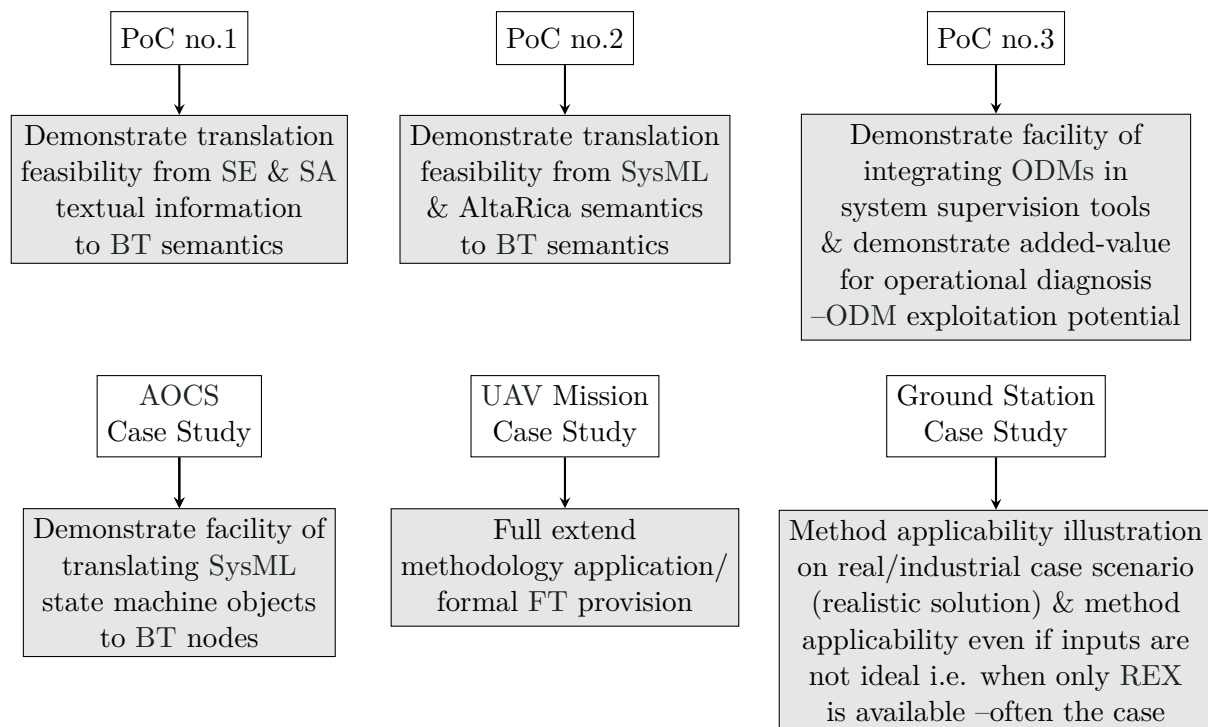 PoC no.1
Demonstrate translation
feasibility from SE & SA
textual information
to BT semantics
PoC no.2
Demonstrate translation
feasibility from SysML
& AltaRica semantics
to BT semantics
PoC no.3
Demonstrate facility of
integrating ODMs in
system supervision tools
& demonstrate added-value
for operational diagnosis
–ODM exploitation potential
AOCS
Case Study
Demonstrate facility of
translating SysML
state machine objects
to BT nodes
UAV Mission
Case Study
Full extend
methodology application/
formal FT provision
Ground Station
Case Study
Method applicability illustration
on real/industrial case scenario
(realistic solution) & method
applicability even if inputs are
not ideal i.e. when only REX
is available –often the case